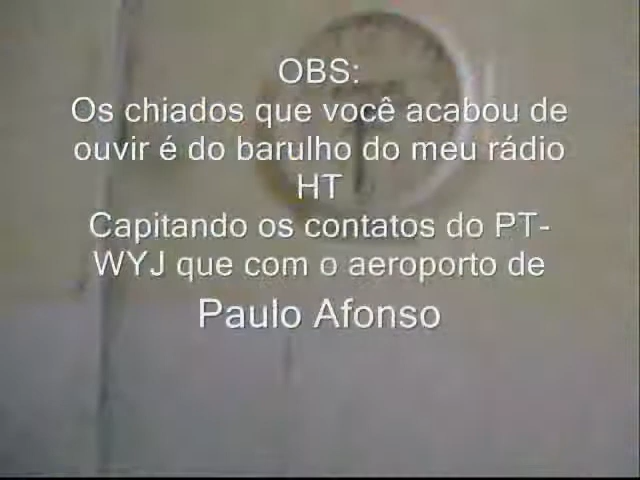 OBS:
Os chiados que você acabou de
ouvir é do barulho do meu rádio
HT
Capitando os contatos do PT-
WYJ que com o aeroporto de
Paulo Afonso